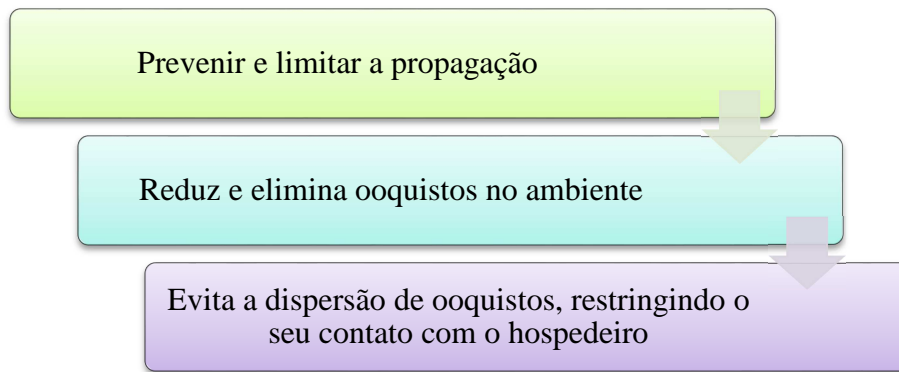 Prevenir e limitar a propagação
Reduz e elimina ooquistos no ambiente
Evita a dispersão de ooquistos, restringindo o
seu contato com o hospedeiro